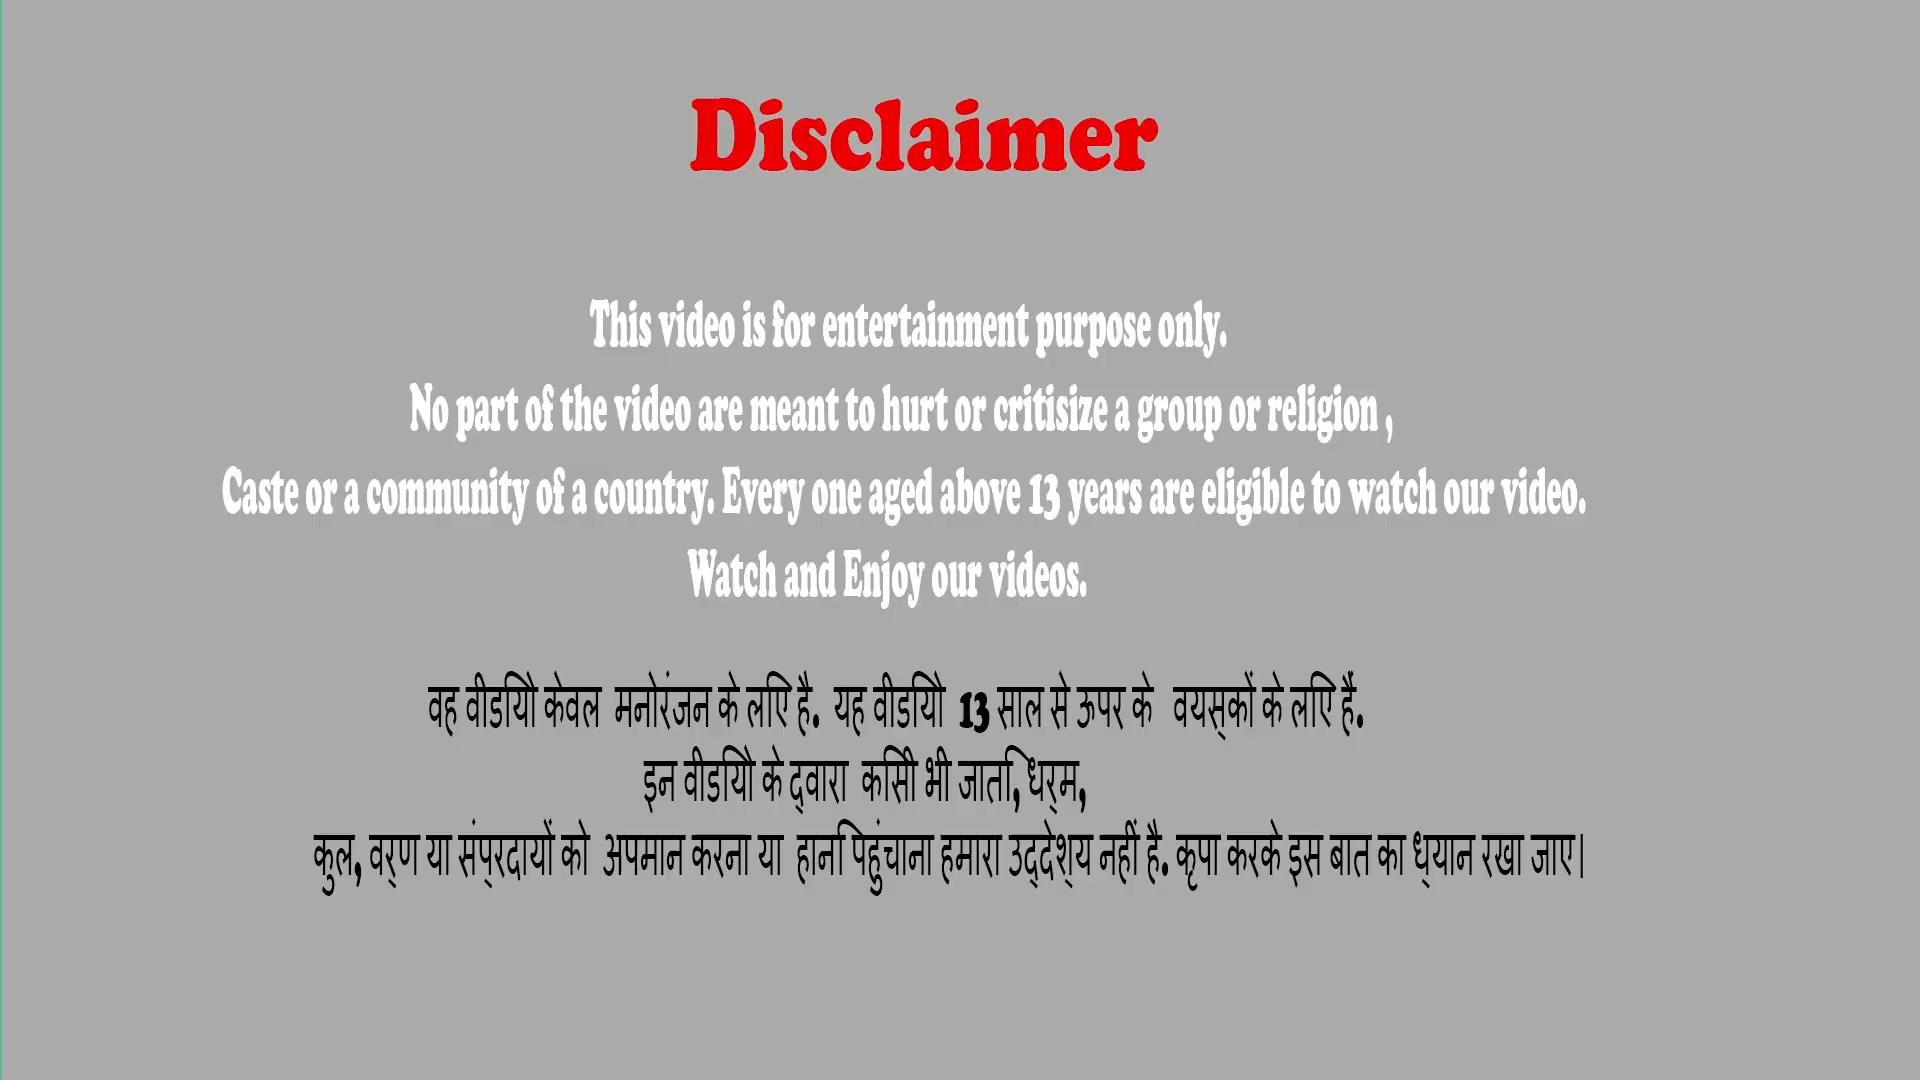 Disclaimer
This video is for entertainment purpose only.
No part of the video are meant to hurt or critisize a group or religion ,
Caste or a community of a country. Every one aged above 13 years are eligible to watch our video.
Watch and Enjoy our videos.
वह वीडियो केवल मनोरंजन के लिए है. यह वीडियो 13 साल से ऊपर के वयस्कों के लिए हैं.
इन वीडियो के द्वारा किसी भी जाति, धर्म,
कुल, वर्ण या संप्रदायों को अपमान करना या हानि पहुंचाना हमारा उद्देश्य नहीं है. कृपा करके इस बात का ध्यान रखा जाए।